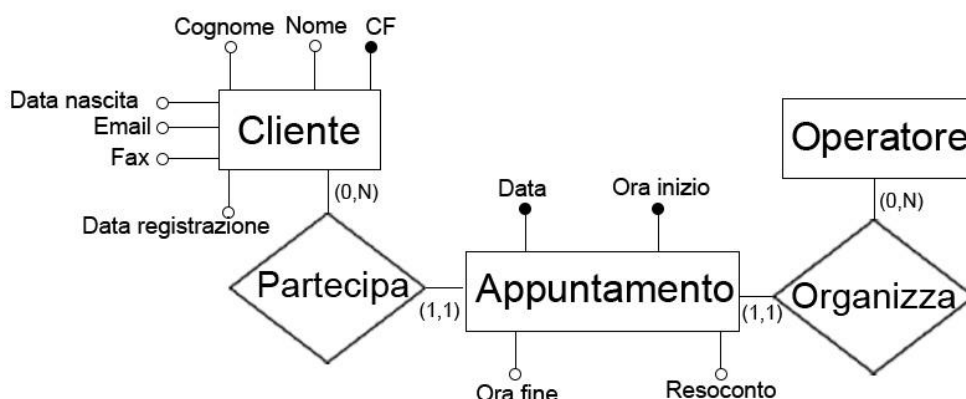 Cognome Nome CF
Data nascita
Email
Fax
Cliente
Data registrazione
(0,N)
Partecipa
(1,1)
Data
Ora inizio
Appuntamento
Ora fine
Resoconto
(1,1)
Operatore
(0,N)
Organizza